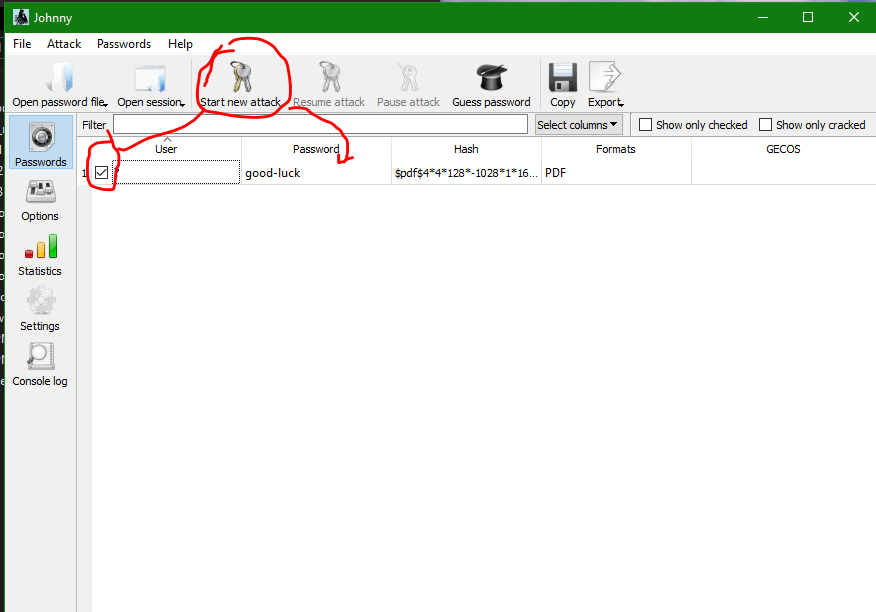 Johnny
File Attack Passwords Help
Open password file Open session Start new attack Resume attack Pause attack Guess password Copy Export
Filter Select columns Show only checked Show only cracked
User Password Hash Formats GECOS
1 ? good-luck $pdf$4*4*128*-1028*1*16... PDF
Passwords
Options
Statistics
Settings
Console log